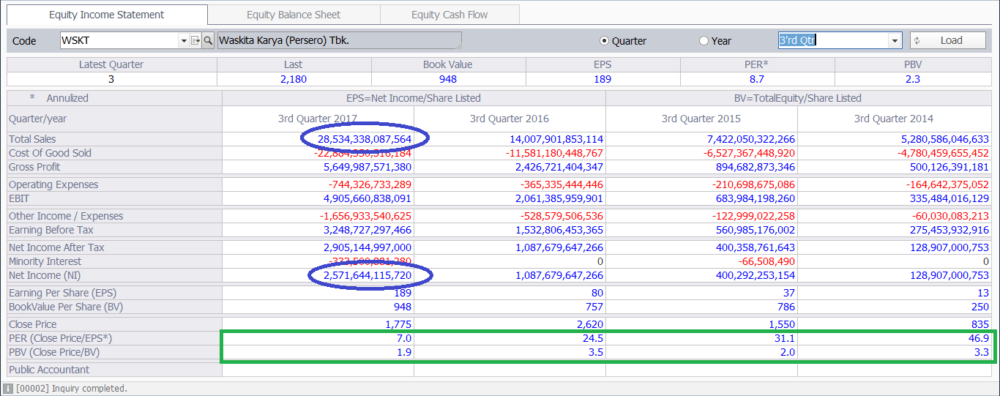 Equity Income Statement Equity Balance Sheet Equity Cash Flow
Code WSKT Waskita Karya (Persero) Tbk. Quarter Year 3'rd Qtr Load
Latest Quarter Last Book Value EPS PER* PBV
3 2,180 948 189 8.7 2.3
* Annulized EPS=Net Income/Share Listed BV=TotalEquity/Share Listed
Quarter/year 3rd Quarter 2017 3rd Quarter 2016 3rd Quarter 2015 3rd Quarter 2014
Total Sales 28,534,338,087,564 14,007,901,853,114 7,422,050,322,266 5,280,586,046,633
Cost Of Good Sold -22,884,350,516,184 -11,581,180,448,767 -6,527,367,448,920 -4,780,459,655,452
Gross Profit 5,649,987,571,380 2,426,721,404,347 894,682,873,346 500,126,391,181
Operating Expenses -744,326,733,289 -365,335,444,446 -210,698,675,086 -164,642,375,052
EBIT 4,905,660,838,091 2,061,385,959,901 683,984,198,260 335,484,016,129
Other Income / Expenses -1,656,933,540,625 -528,579,506,536 -122,999,022,258 -60,030,083,213
Earning Before Tax 3,248,727,297,466 1,532,806,453,365 560,985,176,002 275,453,932,916
Net Income After Tax 2,905,144,997,000 1,087,679,647,266 400,358,761,643 128,907,000,753
Minority Interest -333,500,881,280 0 -66,508,490 0
Net Income (NI) 2,571,644,115,720 1,087,679,647,266 400,292,253,154 128,907,000,753
Earning Per Share (EPS) 189 80 37 13
BookValue Per Share (BV) 948 757 786 250
Close Price 1,775 2,620 1,550 835
PER (Close Price/EPS*) 7.0 24.5 31.1 46.9
PBV (Close Price/BV) 1.9 3.5 2.0 3.3
Public Accountant
[00002] Inquiry completed.